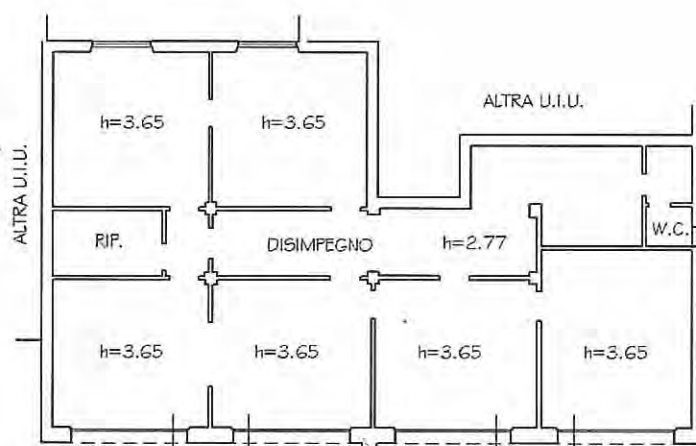 ALTRA U.I.U.
h=3.65
h=3.65
ALTRA U.I.U.
RIP.
DISIMPEGNO
h=2.77
W.C.
h=3.65
h=3.65
h=3.65
h=3.65